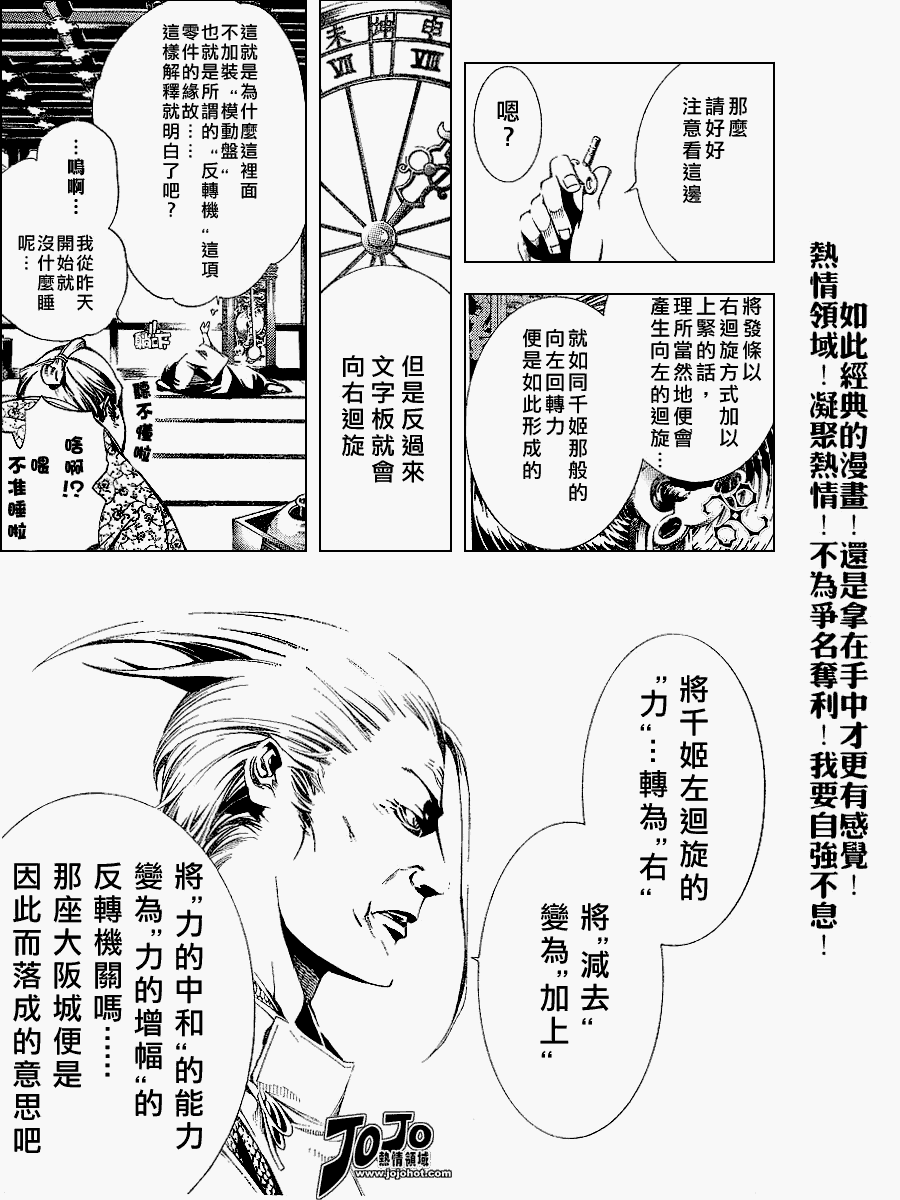 那麼
請好好
注意看這邊
嗯？
將發條以
右迴旋方式加以
上緊的話，
理所當然地便會
產生向左的迴旋…
就如同千姬那般的
向左回轉力
便是如此形成的
未 坤 申
VII VIII
但是反過來
文字板就會
向右迴旋
這就是為什麼這裡面
不加裝“模動盤“
也就是所謂的“反轉機“這項
零件的緣故……
這樣解釋就明白了吧？
…嗚啊…
我從昨天
開始就
沒什麼睡
呢…
躺下
聽不懂啦
啥啊!?
喂
不准睡啦
將千姬左迴旋的
”力“…轉為”右“
將”減去“
變為”加上“
將”力的中和“的能力
變為”力的增幅“的
反轉機關嗎……
那座大阪城便是
因此而落成的意思吧
如此經典的漫畫！還是拿在手中才更有感覺！
熱情領域！凝聚熱情！不為爭名奪利！我要自強不息！
JOJO
熱情領域
www.jojohot.com